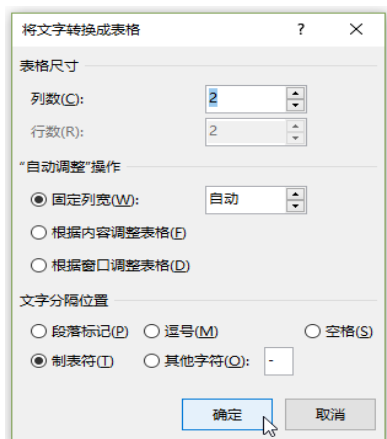 将文字转换成表格 ? ×
表格尺寸
列数(C): 2
行数(R): 2
“自动调整”操作
固定列宽(W): 自动
根据内容调整表格(F)
根据窗口调整表格(D)
文字分隔位置
段落标记(P) 逗号(M) 空格(S)
制表符(T) 其他字符(O): -
确定 取消